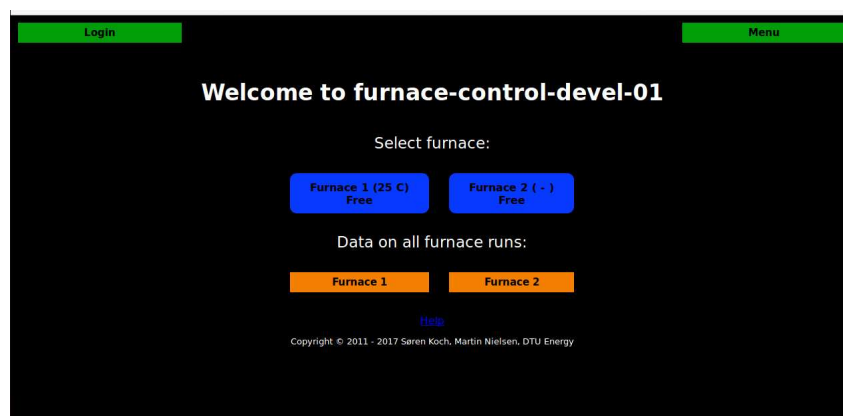 Login
Menu
Welcome to furnace-control-devel-01
Select furnace:
Furnace 1 (25 C)
Free
Furnace 2 ( - )
Free
Data on all furnace runs:
Furnace 1
Furnace 2
Help
Copyright © 2011 - 2017 Søren Koch, Martin Nielsen, DTU Energy